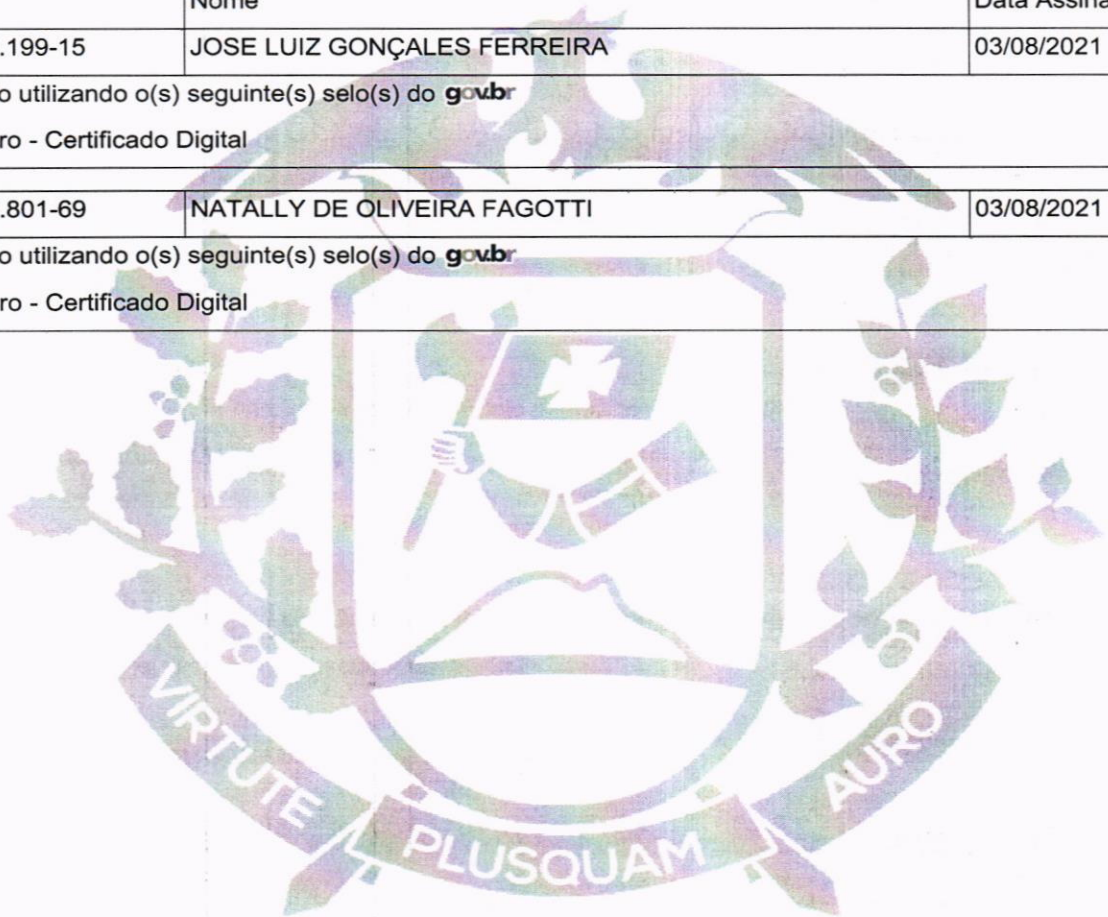 Nome Data Assina
.199-15 JOSE LUIZ GONÇALES FERREIRA 03/08/2021
o utilizando o(s) seguinte(s) selo(s) do gov.br
ro - Certificado Digital
.801-69 NATALLY DE OLIVEIRA FAGOTTI 03/08/2021
o utilizando o(s) seguinte(s) selo(s) do gov.br
ro - Certificado Digital
VIRTUTE PLUSQUAM AURO